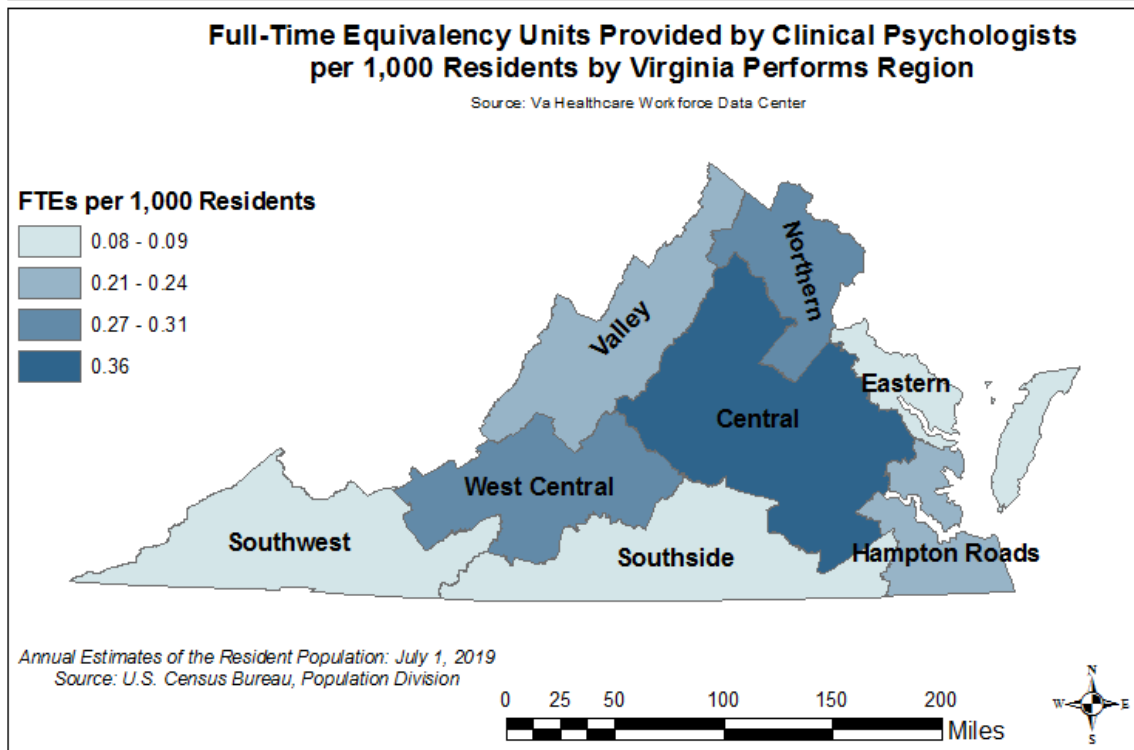 Full-Time Equivalency Units Provided by Clinical Psychologists
per 1,000 Residents by Virginia Performs Region
Source: Va Healthcare Workforce Data Center
FTEs per 1,000 Residents
0.08 - 0.09
0.21 - 0.24
0.27 - 0.31
0.36
Northern
Valley
Eastern
Central
West Central
Southwest
Southside
Hampton Roads
Annual Estimates of the Resident Population: July 1, 2019
Source: U.S. Census Bureau, Population Division
0 25 50 100 150 200
Miles
N
W E
S